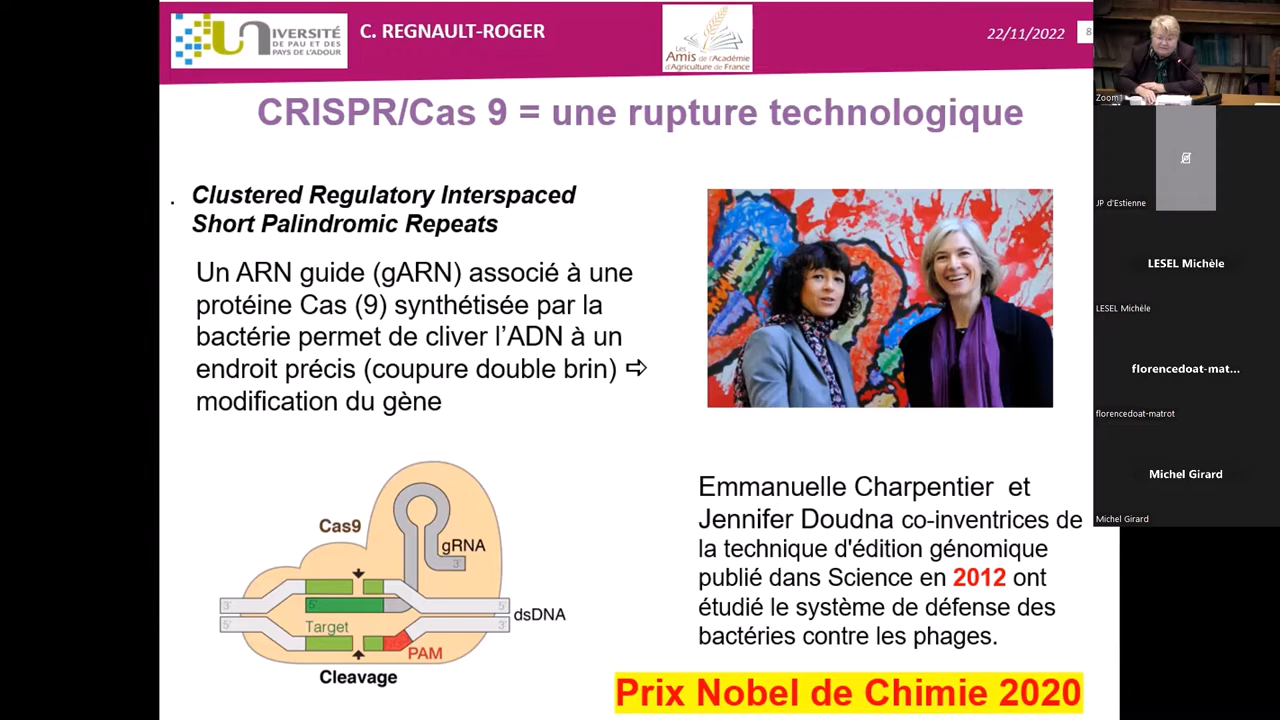 UNIVERSITÉ
DE PAU ET DES
PAYS DE L'ADOUR
C. REGNAULT-ROGER
Les
Amis de l'Académie
d'Agriculture de France
22/11/2022
8
CRISPR/Cas 9 = une rupture technologique
. Clustered Regulatory Interspaced
Short Palindromic Repeats
Un ARN guide (gARN) associé à une
protéine Cas (9) synthétisée par la
bactérie permet de cliver l'ADN à un
endroit précis (coupure double brin) ⇨
modification du gène
Cas9
gRNA
3'
3'
5'
5'
dsDNA
5'
3'
Target
PAM
Cleavage
Emmanuelle Charpentier et
Jennifer Doudna co-inventrices de
la technique d'édition génomique
publié dans Science en 2012 ont
étudié le système de défense des
bactéries contre les phages.
Prix Nobel de Chimie 2020
Zoom1
JP d'Estienne
LESEL Michèle
LESEL Michèle
florencedoat-mat...
florencedoat-matrot
Michel Girard
Michel Girard